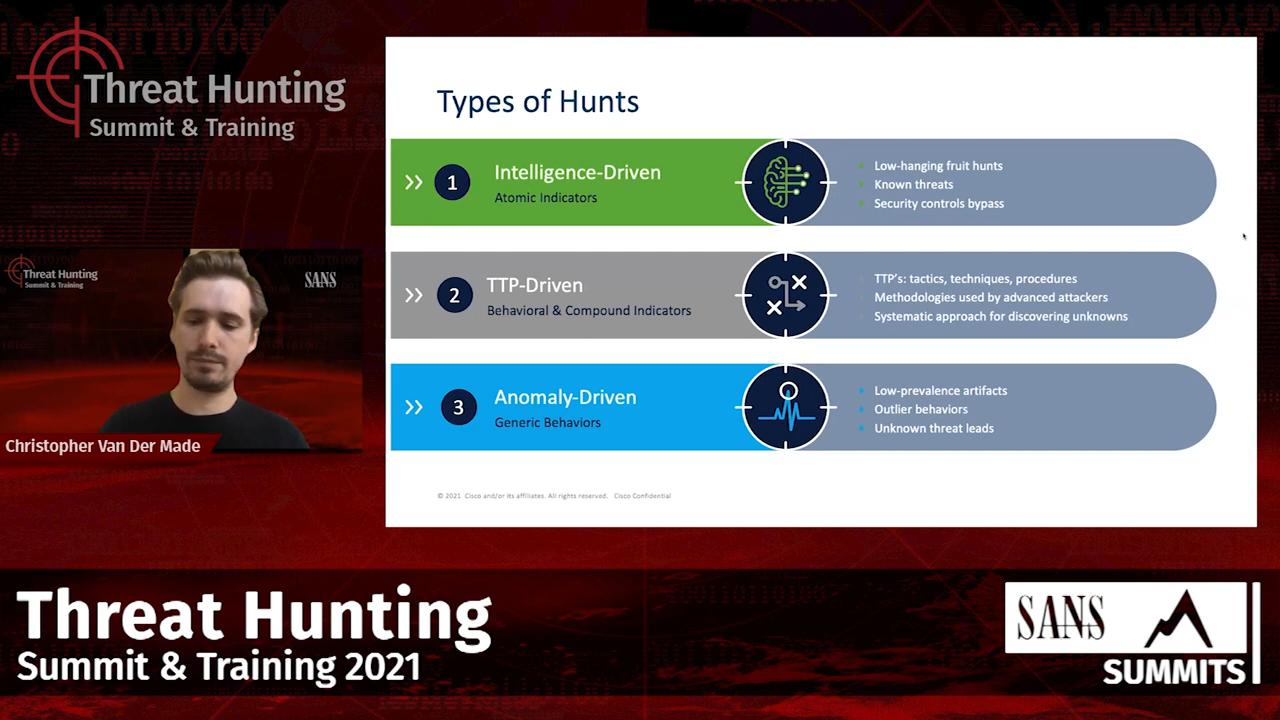 Threat Hunting
Summit & Training
Types of Hunts
1
Intelligence-Driven
Atomic Indicators
Low-hanging fruit hunts
Known threats
Security controls bypass
2
TTP-Driven
Behavioral & Compound Indicators
TTP's: tactics, techniques, procedures
Methodologies used by advanced attackers
Systematic approach for discovering unknowns
3
Anomaly-Driven
Generic Behaviors
Low-prevalence artifacts
Outlier behaviors
Unknown threat leads
© 2021 Cisco and/or its affiliates. All rights reserved. Cisco Confidential
Threat Hunting
Summit & Training
SANS
Christopher Van Der Made
Threat Hunting
Summit & Training 2021
SANS
SUMMITS